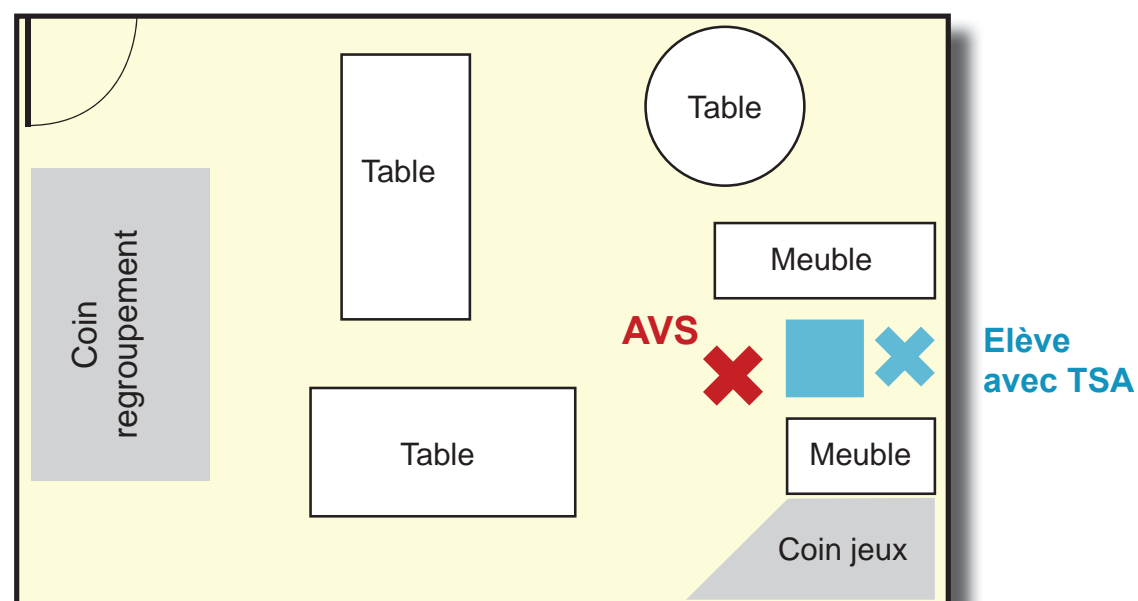 Table
Table
Meuble
AVS
Elève
avec TSA
Coin
regroupement
Table
Meuble
Coin jeux